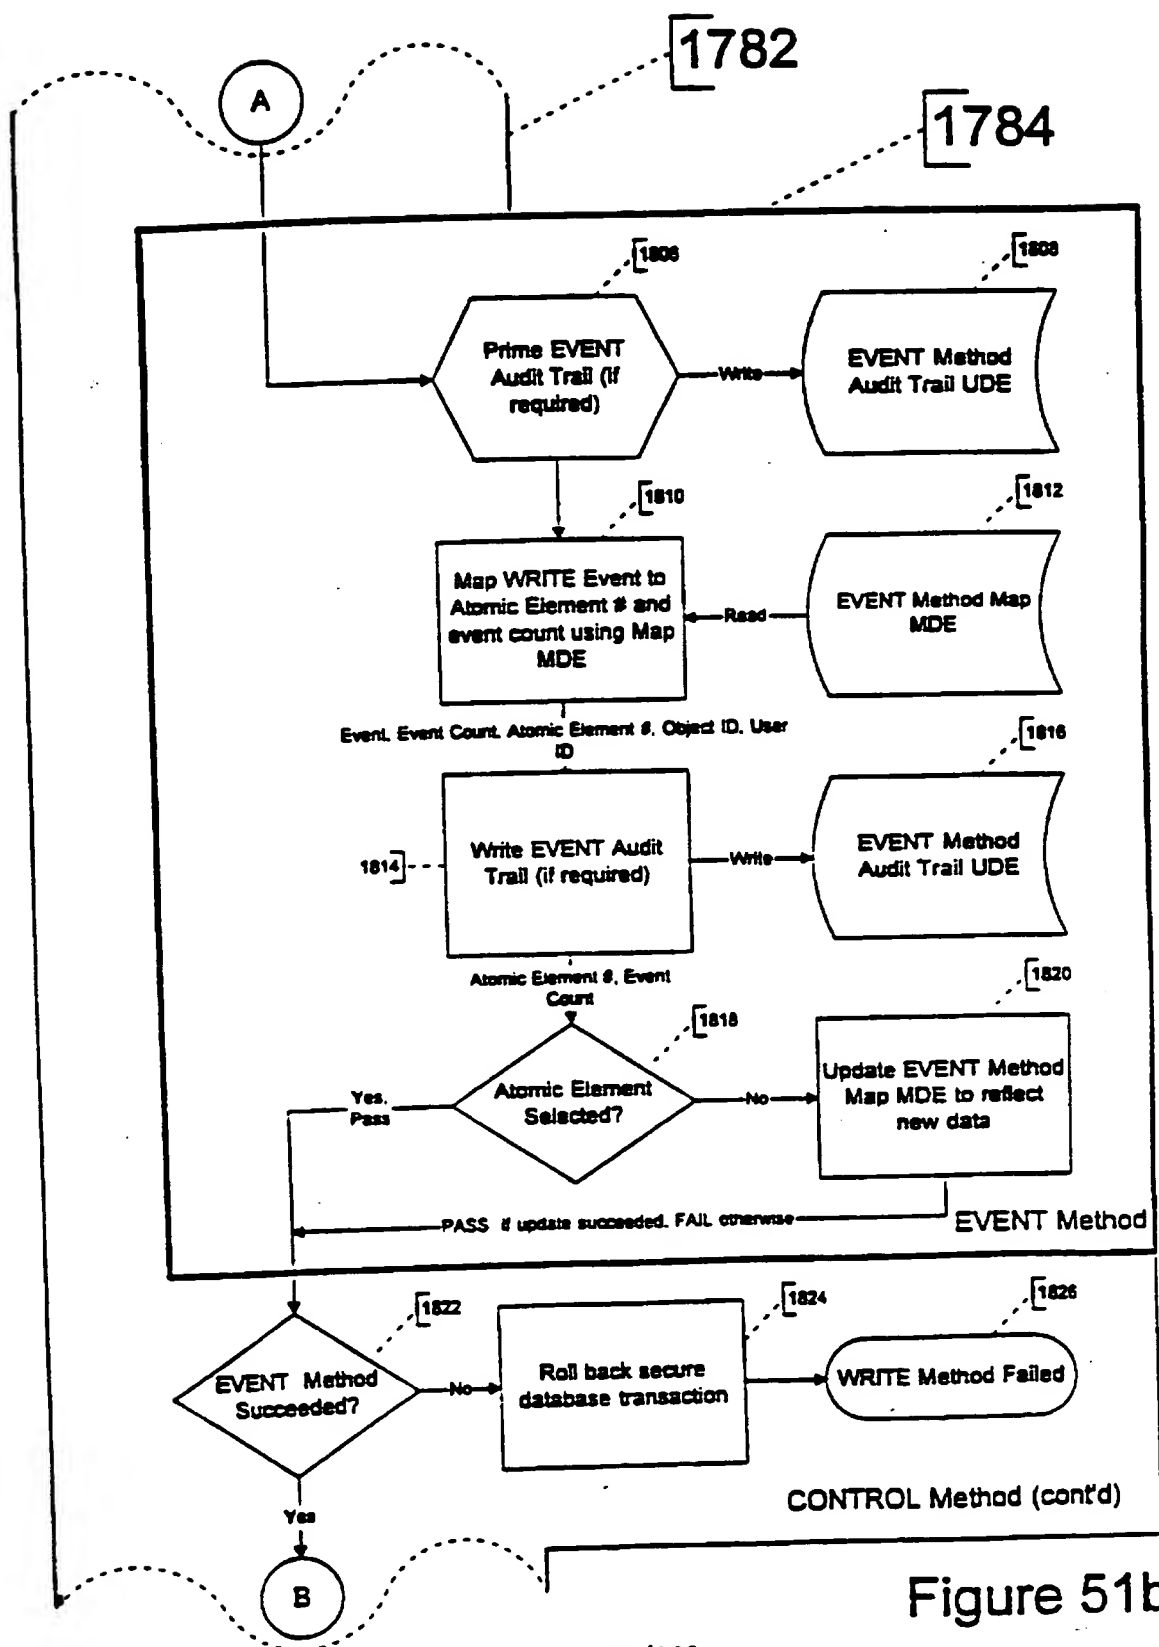 1782
A
1784
1806
1808
Prime EVENT
Audit Trail (if
required)
Write
EVENT Method
Audit Trail UDE
1810
1812
Map WRITE Event to
Atomic Element # and
event count using Map
MDE
Read
EVENT Method Map
MDE
Event, Event Count, Atomic Element #, Object ID, User
ID
1816
1814
Write EVENT Audit
Trail (if required)
Write
EVENT Method
Audit Trail UDE
Atomic Element #, Event
Count
1820
1818
Yes,
Pass
Atomic Element
Selected?
No
Update EVENT Method
Map MDE to reflect
new data
PASS if update succeeded, FAIL otherwise
EVENT Method
1822
1824
1826
EVENT Method
Succeeded?
No
Roll back secure
database transaction
WRITE Method Failed
CONTROL Method (cont'd)
Yes
B
Figure 51b